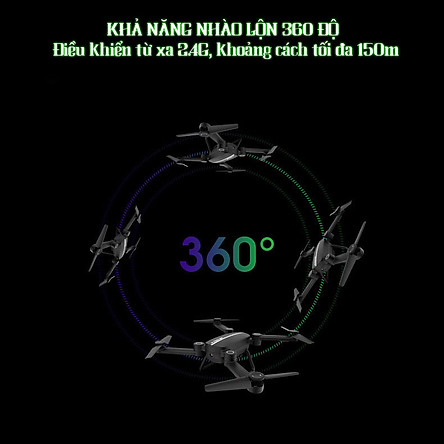 KHẢ NĂNG NHÀO LỘN 360 ĐỘ
Điều khiển từ xa 2.4G, Khoảng cách tối đa 150m
360°